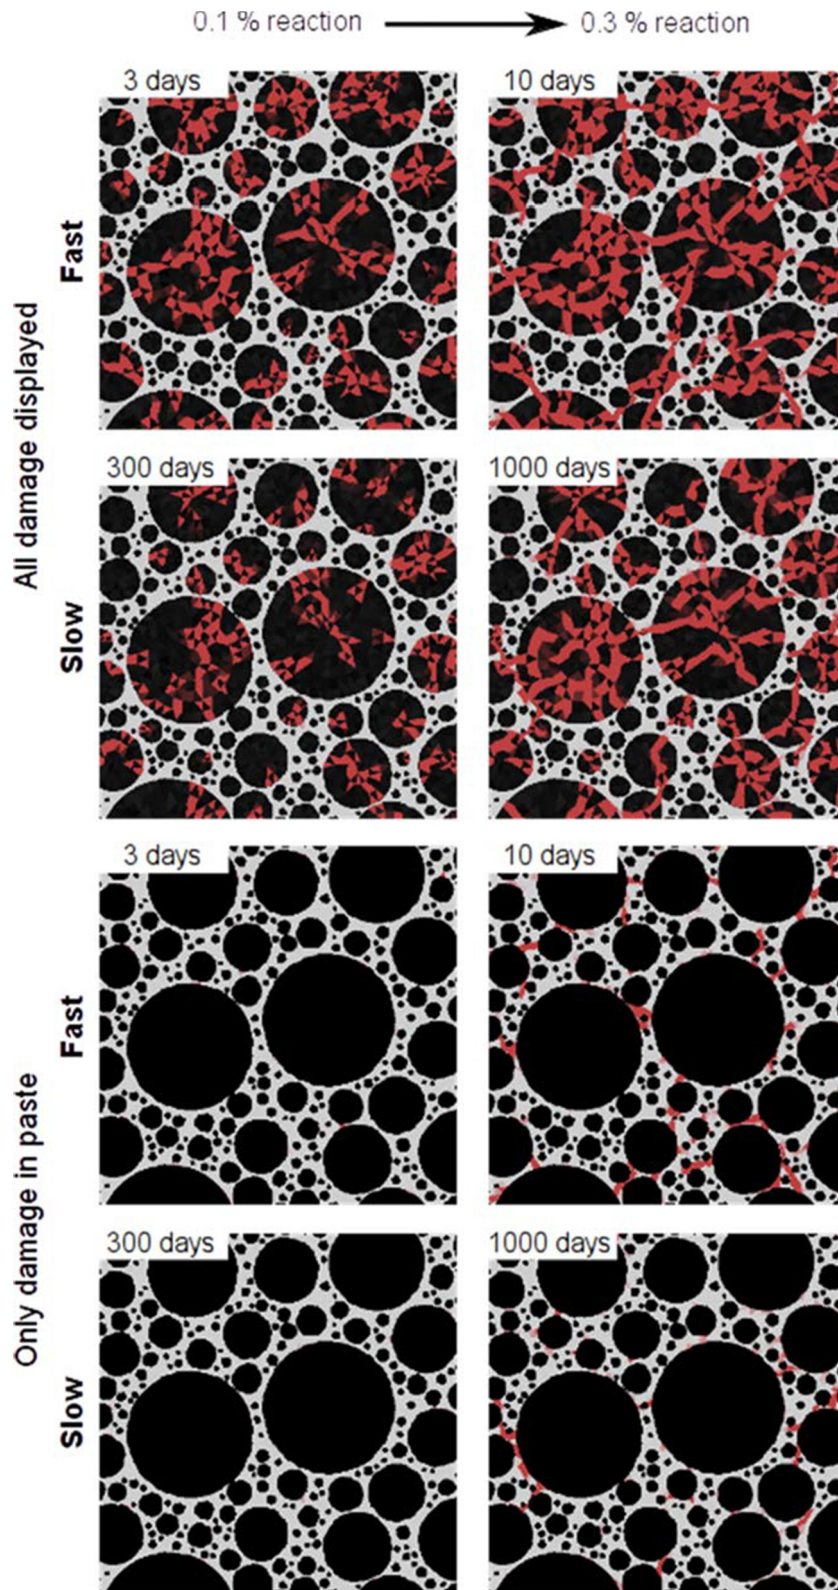 0.1 % reaction 0.3 % reaction
3 days 10 days
Fast
300 days 1000 days
Slow
All damage displayed
3 days 10 days
Fast
300 days 1000 days
Slow
Only damage in paste